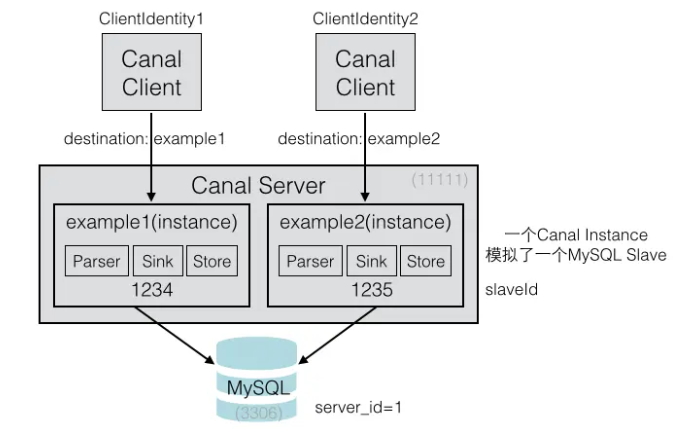 ClientIdentity1
ClientIdentity2
Canal
Client
Canal
Client
destination: example1
destination: example2
Canal Server
(11111)
example1(instance)
example2(instance)
Parser
Sink
Store
Parser
Sink
Store
1234
1235
一个Canal Instance
模拟了一个MySQL Slave
slaveId
MySQL
(3306)
server_id=1